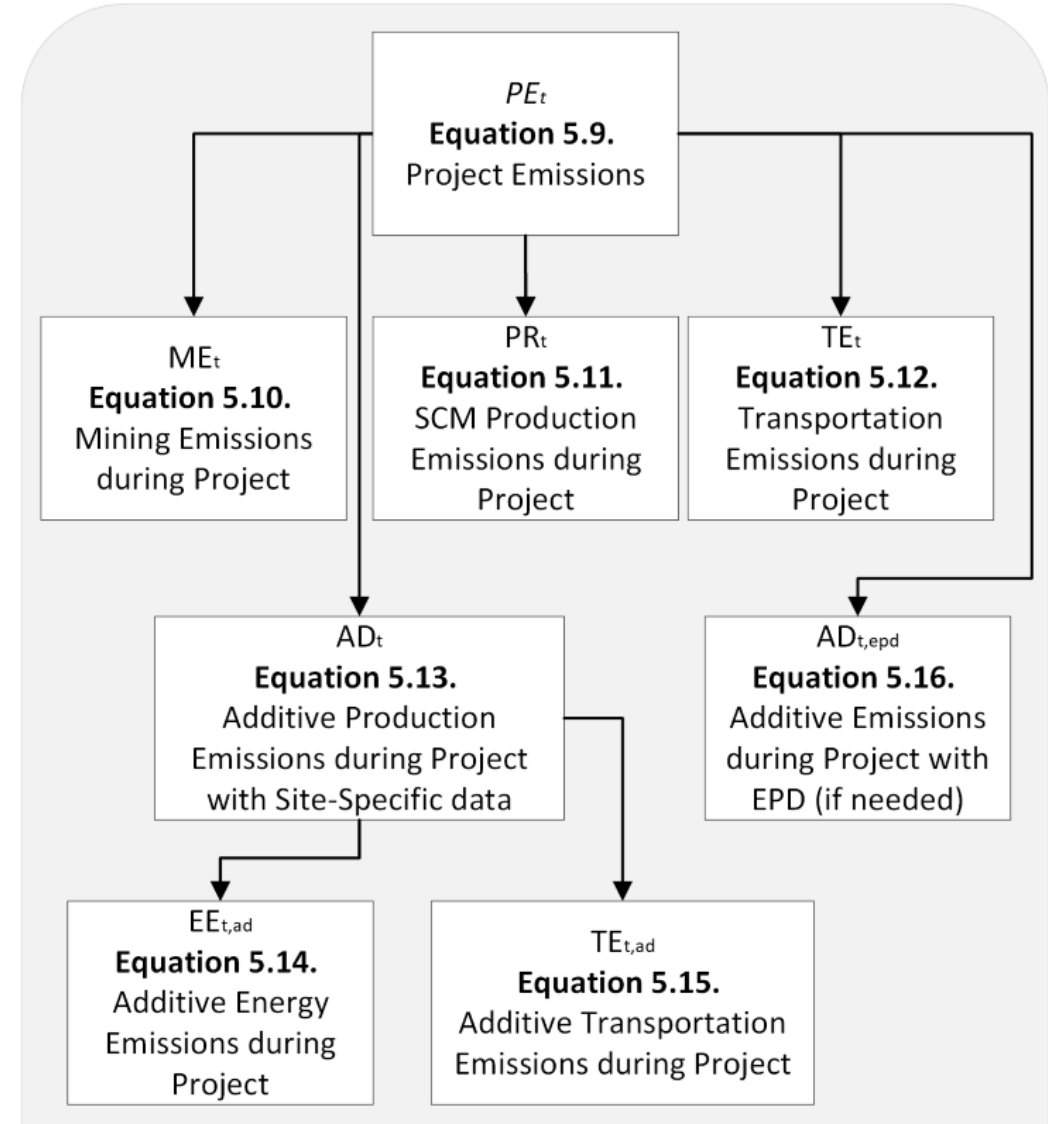 PEt
Equation 5.9.
Project Emissions
MEt
Equation 5.10.
Mining Emissions
during Project
PRt
Equation 5.11.
SCM Production
Emissions during
Project
TEt
Equation 5.12.
Transportation
Emissions during
Project
ADt
Equation 5.13.
Additive Production
Emissions during Project
with Site-Specific data
ADt,epd
Equation 5.16.
Additive Emissions
during Project with
EPD (if needed)
EEt,ad
Equation 5.14.
Additive Energy
Emissions during
Project
TEt,ad
Equation 5.15.
Additive Transportation
Emissions during Project